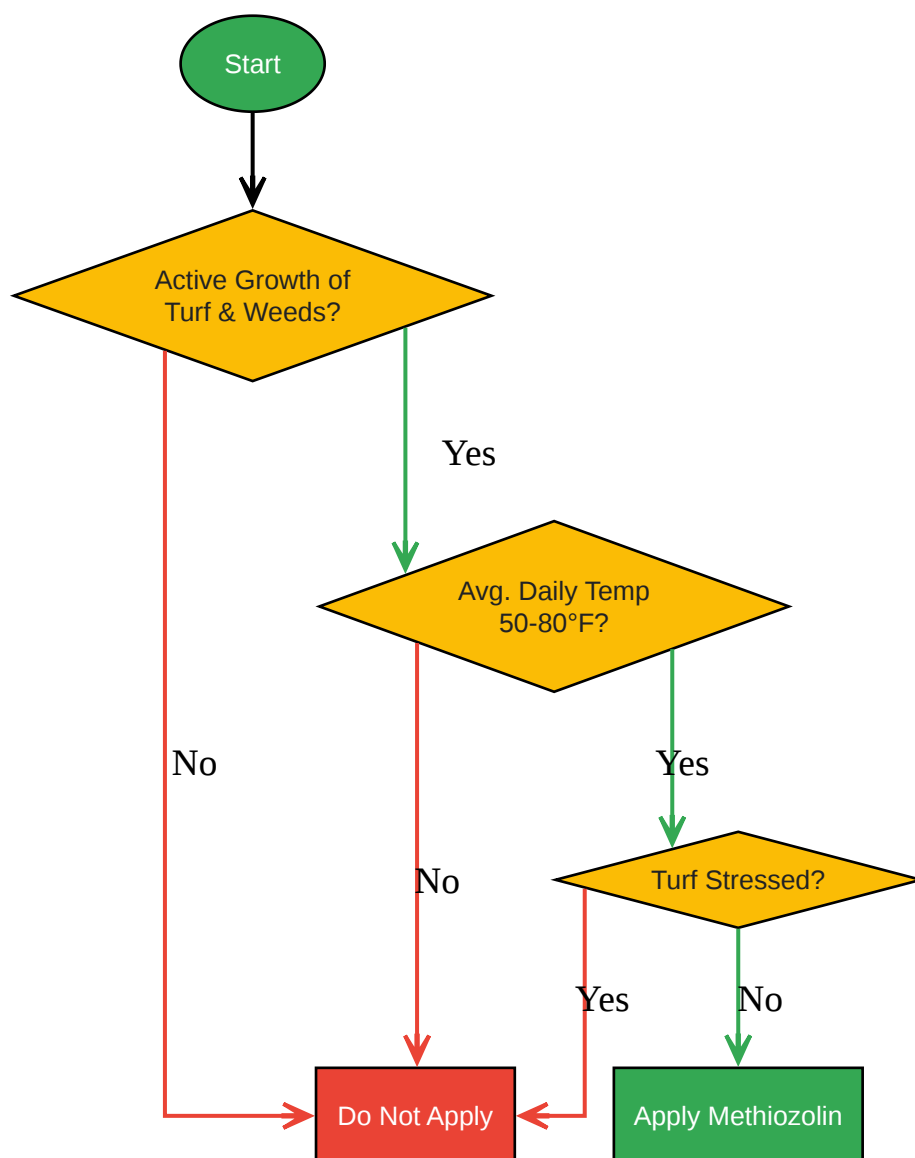 Start
Active Growth of
Turf & Weeds?
Yes
Avg. Daily Temp
50-80°F?
No
Yes
No
Turf Stressed?
Yes
No
Do Not Apply
Apply Methiozolin